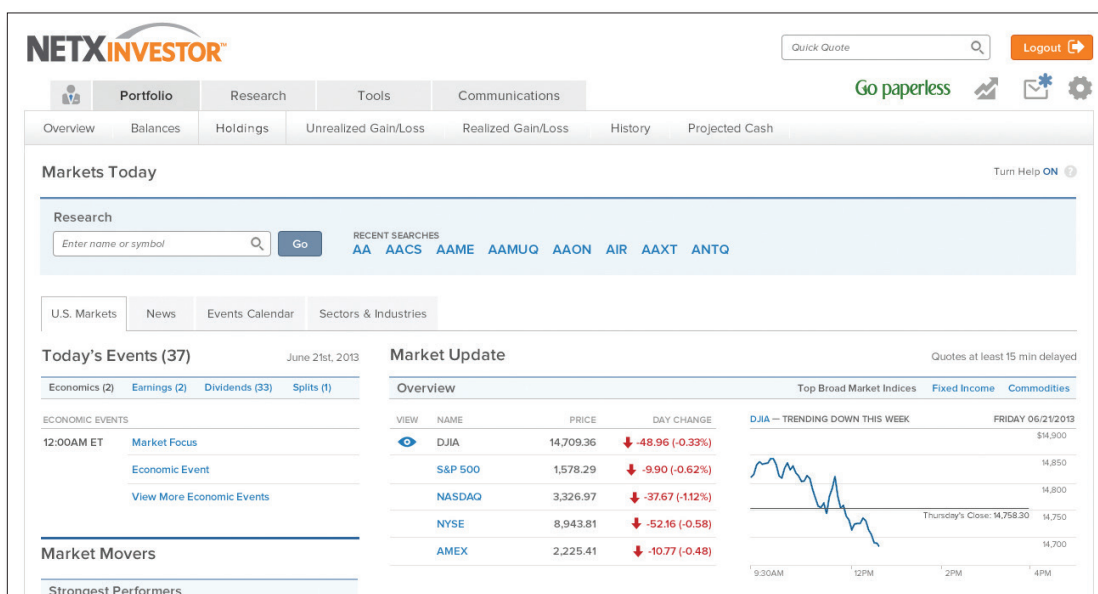 NETXINVESTOR™
Quick Quote
Logout
Go paperless
Portfolio Research Tools Communications
Overview Balances Holdings Unrealized Gain/Loss Realized Gain/Loss History Projected Cash
Markets Today
Turn Help ON ?
Research
Enter name or symbol
Go
RECENT SEARCHES
AA AACS AAME AAMUQ AAON AIR AAXT ANTQ
U.S. Markets News Events Calendar Sectors & Industries
Today's Events (37) June 21st, 2013
Economics (2) Earnings (2) Dividends (33) Splits (1)
ECONOMIC EVENTS
12:00AM ET Market Focus
Economic Event
View More Economic Events
Market Movers
Strongest Performers
Market Update
Quotes at least 15 min delayed
Overview Top Broad Market Indices Fixed Income Commodities
VIEW NAME PRICE DAY CHANGE
DJIA 14,709.36 -48.96 (-0.33%)
S&P 500 1,578.29 -9.90 (-0.62%)
NASDAQ 3,326.97 -37.67 (-1.12%)
NYSE 8,943.81 -52.16 (-0.58)
AMEX 2,225.41 -10.77 (-0.48)
DJIA — TRENDING DOWN THIS WEEK FRIDAY 06/21/2013
$14,900
14,850
14,800
Thursday's Close: 14,758.30 14,750
14,700
9:30AM 12PM 2PM 4PM